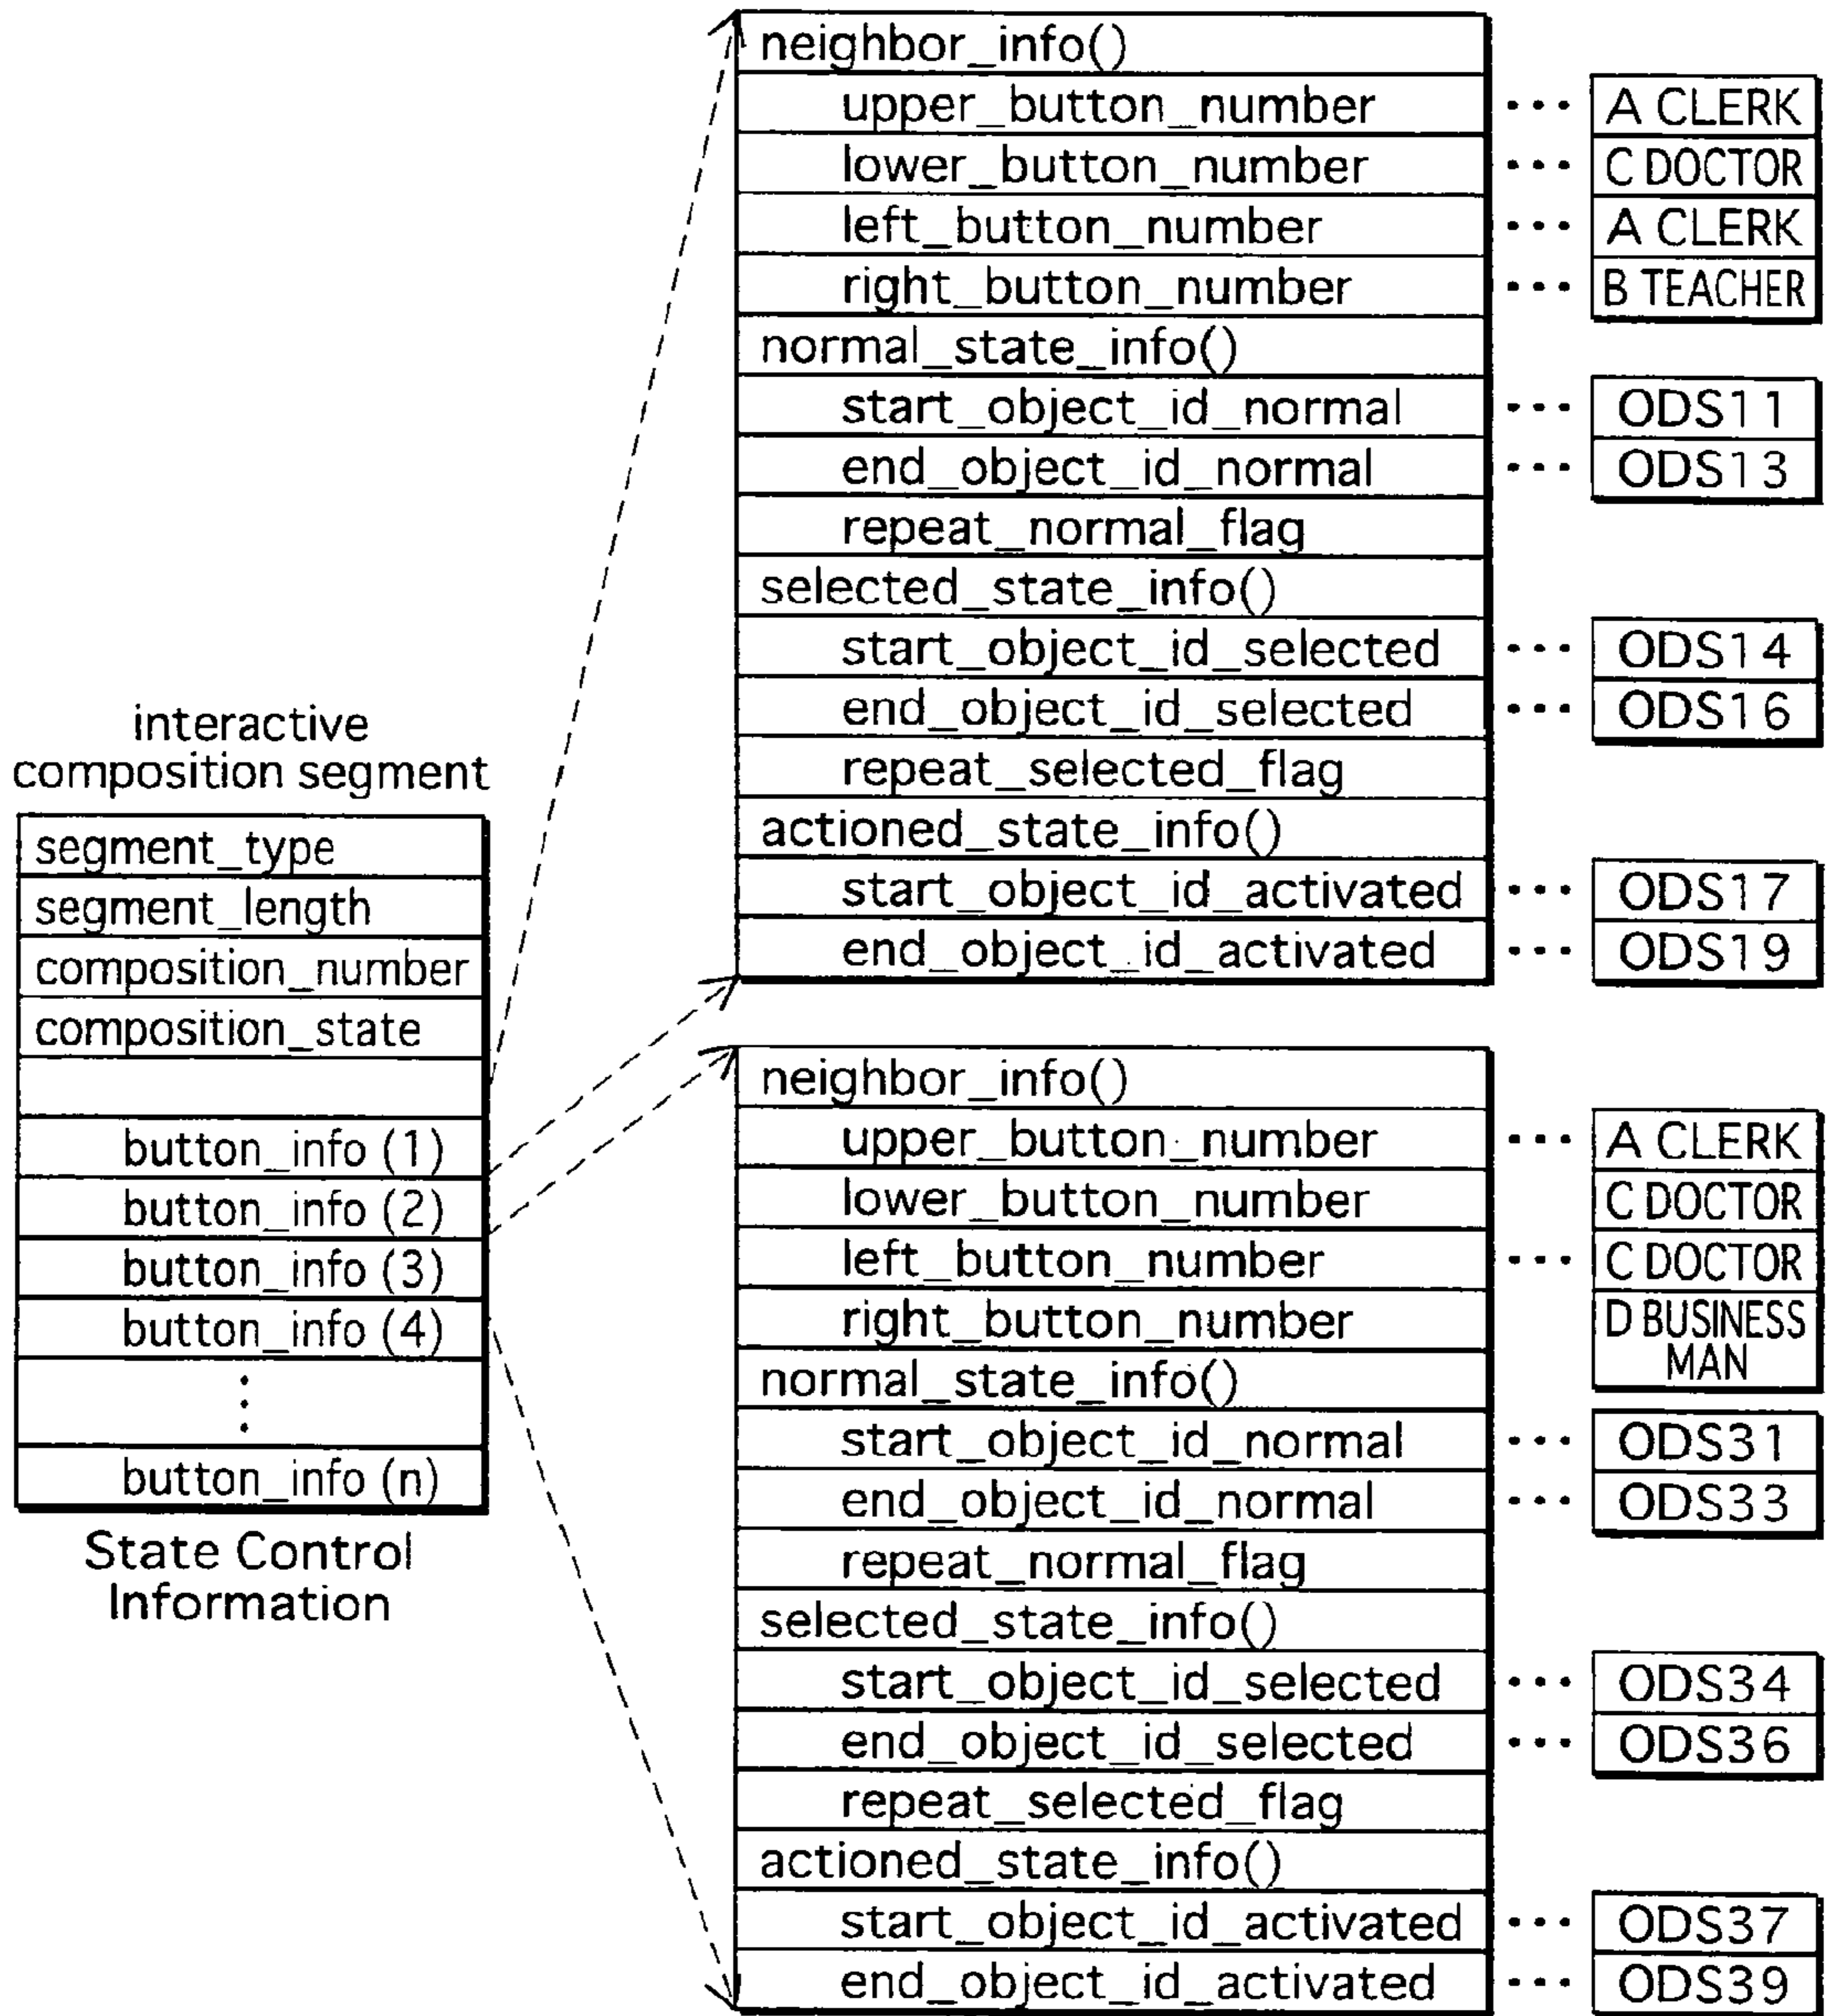 interactive
composition segment
segment_type
segment_length
composition_number
composition_state
button_info (1)
button_info (2)
button_info (3)
button_info (4)
button_info (n)
State Control
Information
neighbor_info()
upper_button_number ... A CLERK
lower_button_number ... C DOCTOR
left_button_number ... A CLERK
right_button_number ... B TEACHER
normal_state_info()
start_object_id_normal ... ODS11
end_object_id_normal ... ODS13
repeat_normal_flag
selected_state_info()
start_object_id_selected ... ODS14
end_object_id_selected ... ODS16
repeat_selected_flag
actioned_state_info()
start_object_id_activated ... ODS17
end_object_id_activated ... ODS19
neighbor_info()
upper_button_number ... A CLERK
lower_button_number C DOCTOR
left_button_number ... C DOCTOR
right_button_number D BUSINESS
MAN
normal_state_info()
start_object_id_normal ... ODS31
end_object_id_normal ... ODS33
repeat_normal_flag
selected_state_info()
start_object_id_selected ... ODS34
end_object_id_selected ... ODS36
repeat_selected_flag
actioned_state_info()
start_object_id_activated ... ODS37
end_object_id_activated ... ODS39